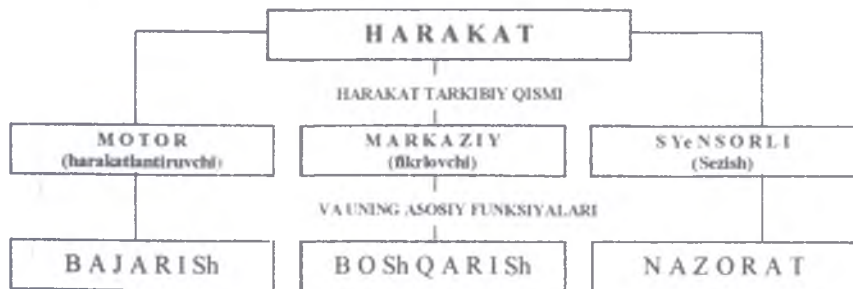 HARAKAT
HARAKAT TARKIBIY QISMI
MOTOR
(harakatlantiruvchi)
MARKAZIY
(fikrlovchi)
SYeNSORLI
(Sezish)
VA UNING ASOSIY FUNKSIYALARI
BAJARISh
BOShQARISh
NAZORAT